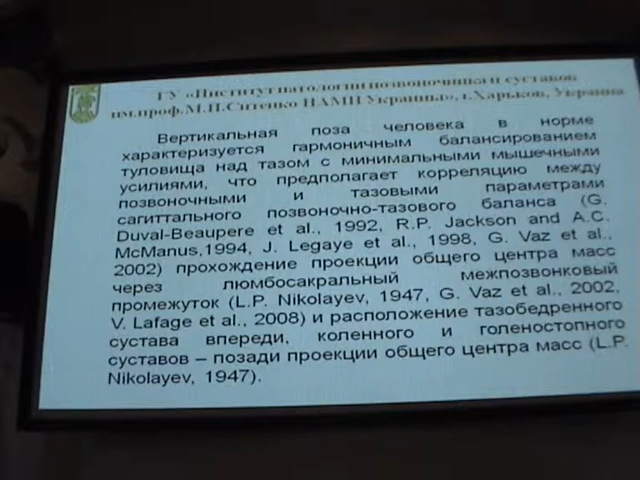 ГУ «Институт патологии позвоночника и суставов
им.проф.М.И.Ситенко НАМН Украины», г.Харьков, Украина
Вертикальная поза человека в норме
характеризуется гармоничным балансированием
туловища над тазом с минимальными мышечными
усилиями, что предполагает корреляцию между
позвоночными и тазовыми параметрами
сагиттального позвоночно-тазового баланса (G.
Duval-Beaupere et al., 1992, R.P. Jackson and A.C.
McManus,1994, J. Legaye et al., 1998, G. Vaz et al.,
2002) прохождение проекции общего центра масс
через люмбосакральный межпозвонковый
промежуток (L.P. Nikolayev, 1947, G. Vaz et al., 2002,
V. Lafage et al., 2008) и расположение тазобедренного
сустава впереди, коленного и голеностопного
суставов – позади проекции общего центра масс (L.P.
Nikolayev, 1947).